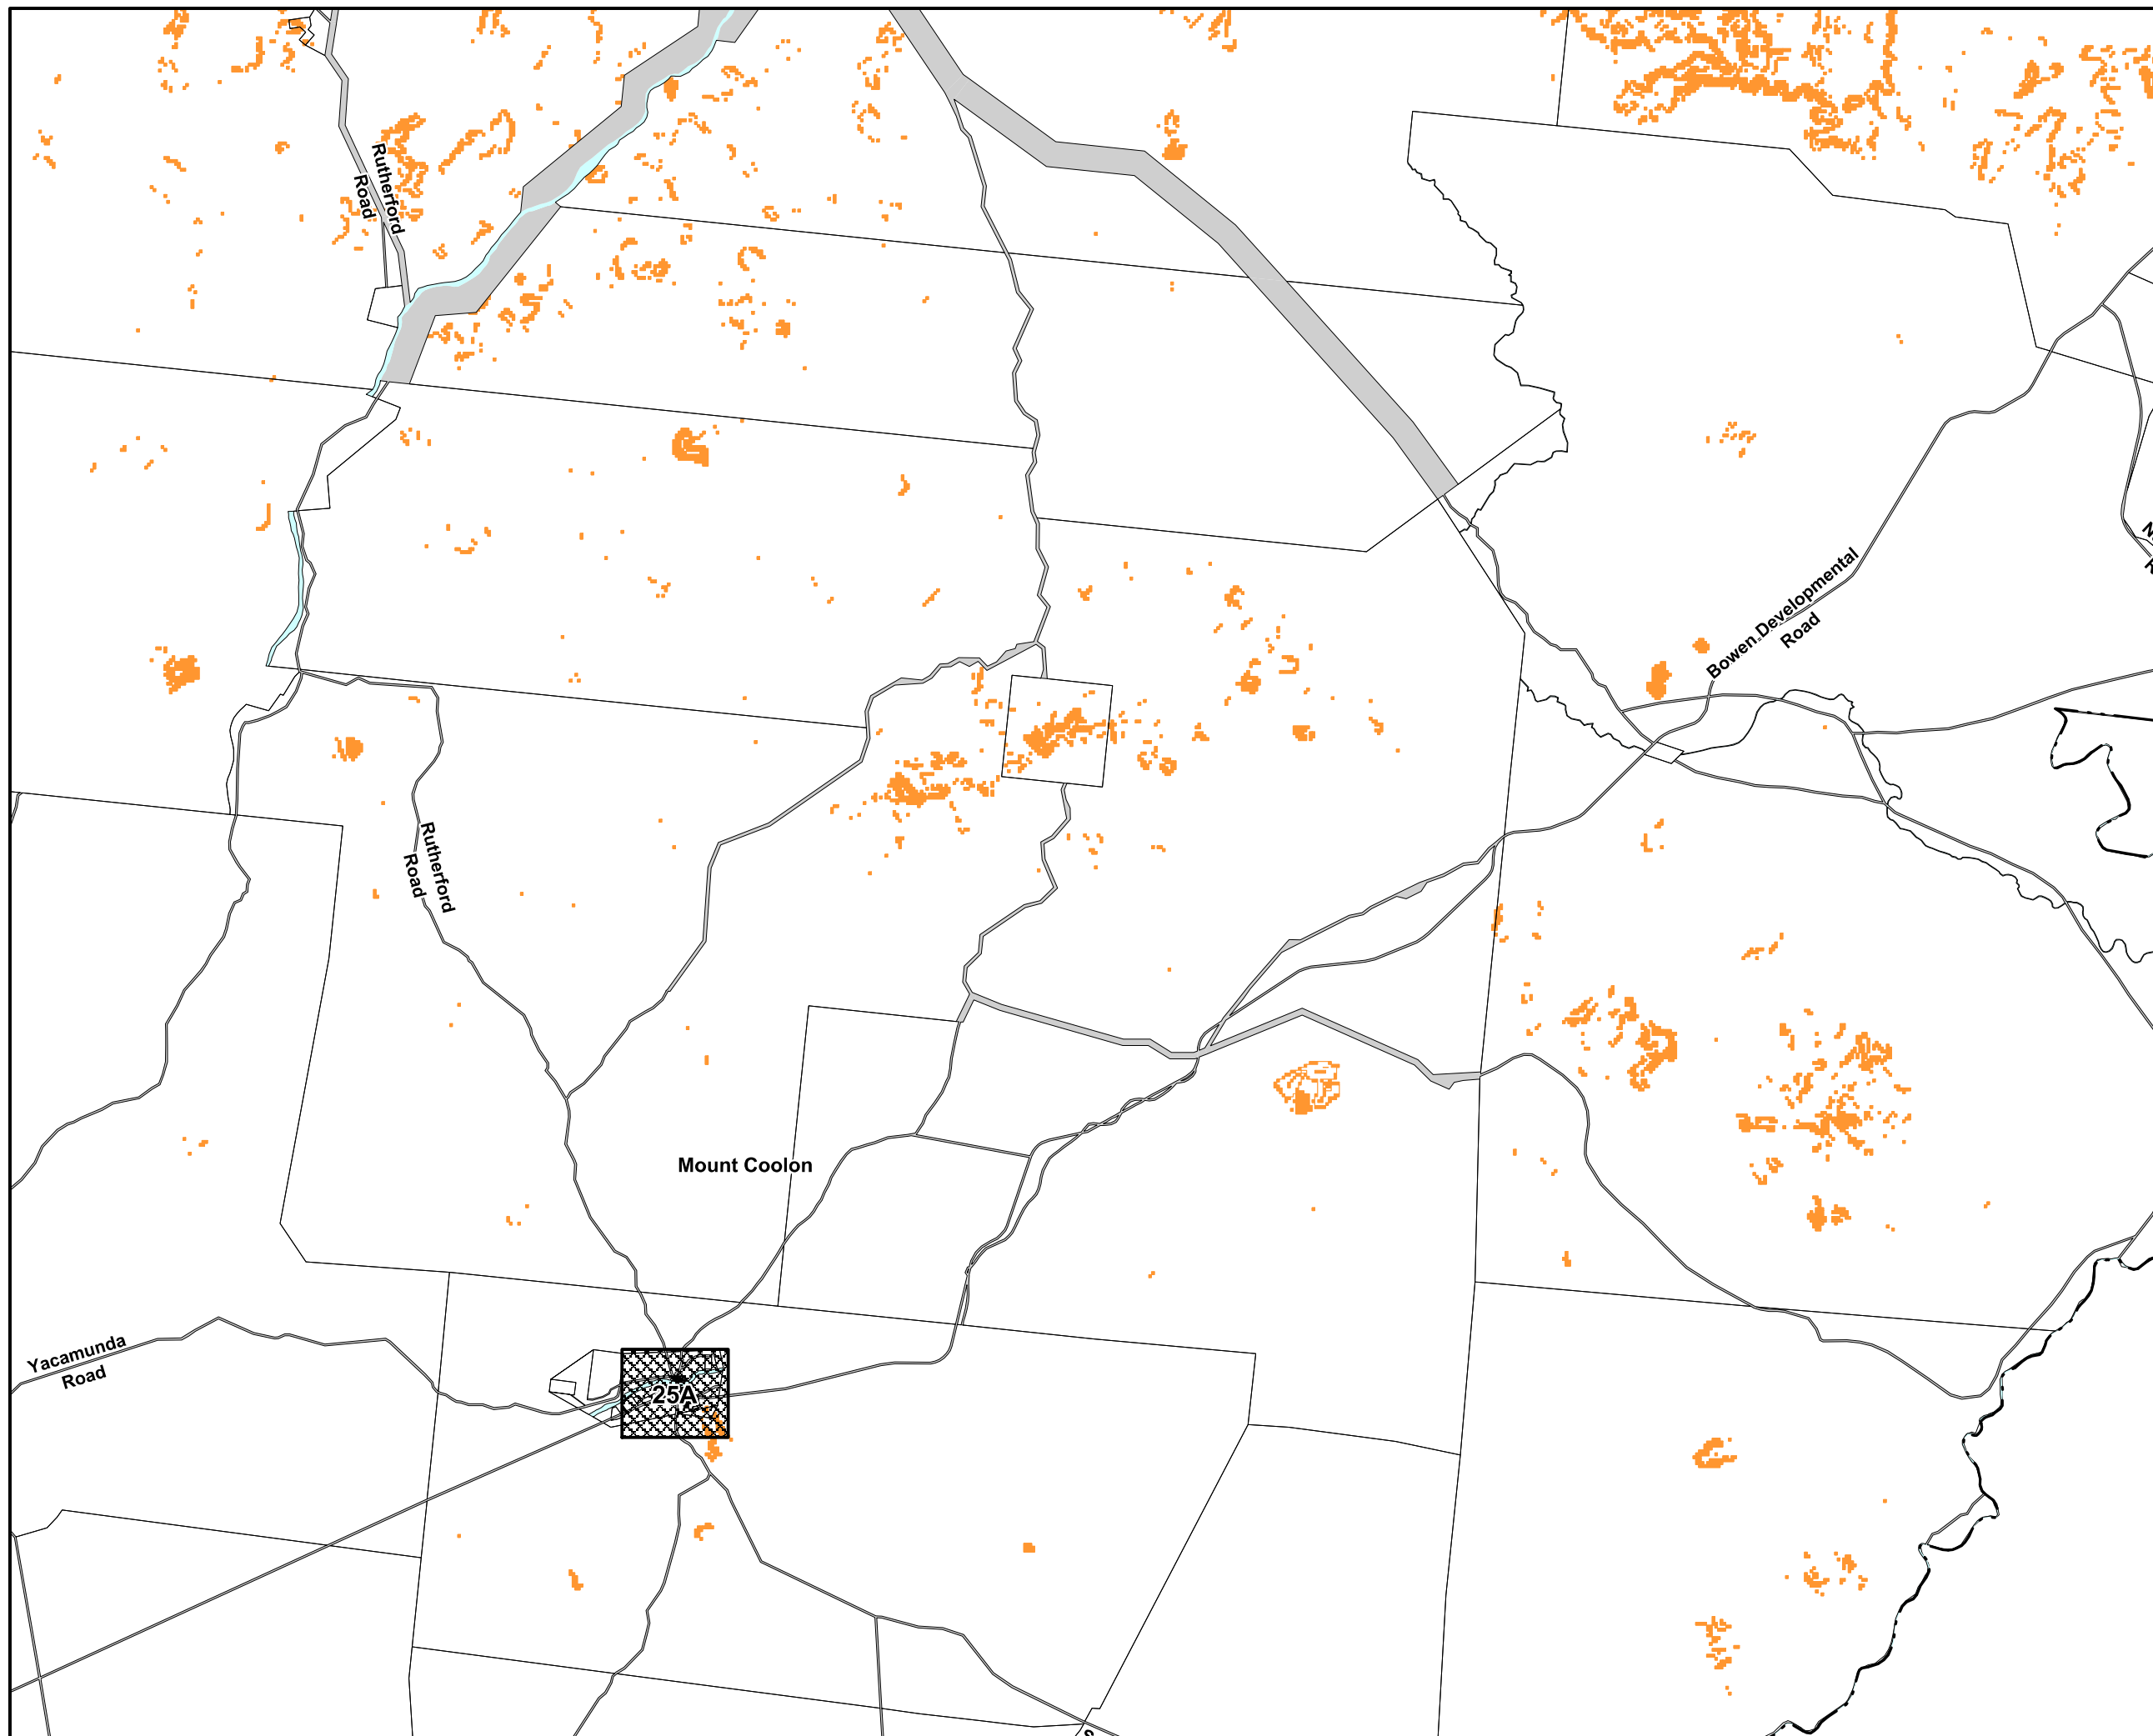 Rutherford
Road
Bowen Developmental
Road
Rutherford
Road
Mount Coolon
Yacamunda
Road
25A